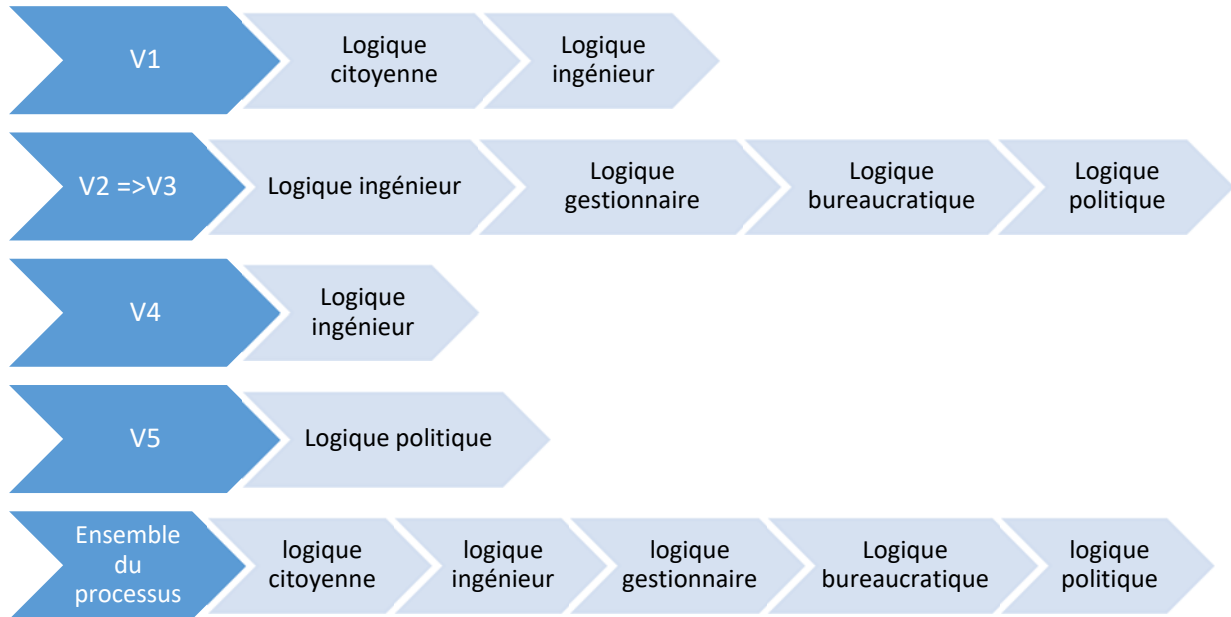 V1
Logique
citoyenne
Logique
ingénieur
V2 =>V3
Logique ingénieur
Logique
gestionnaire
Logique
bureaucratique
Logique
politique
V4
Logique
ingénieur
V5
Logique politique
Ensemble
du
processus
logique
citoyenne
logique
ingénieur
logique
gestionnaire
Logique
bureaucratique
logique
politique